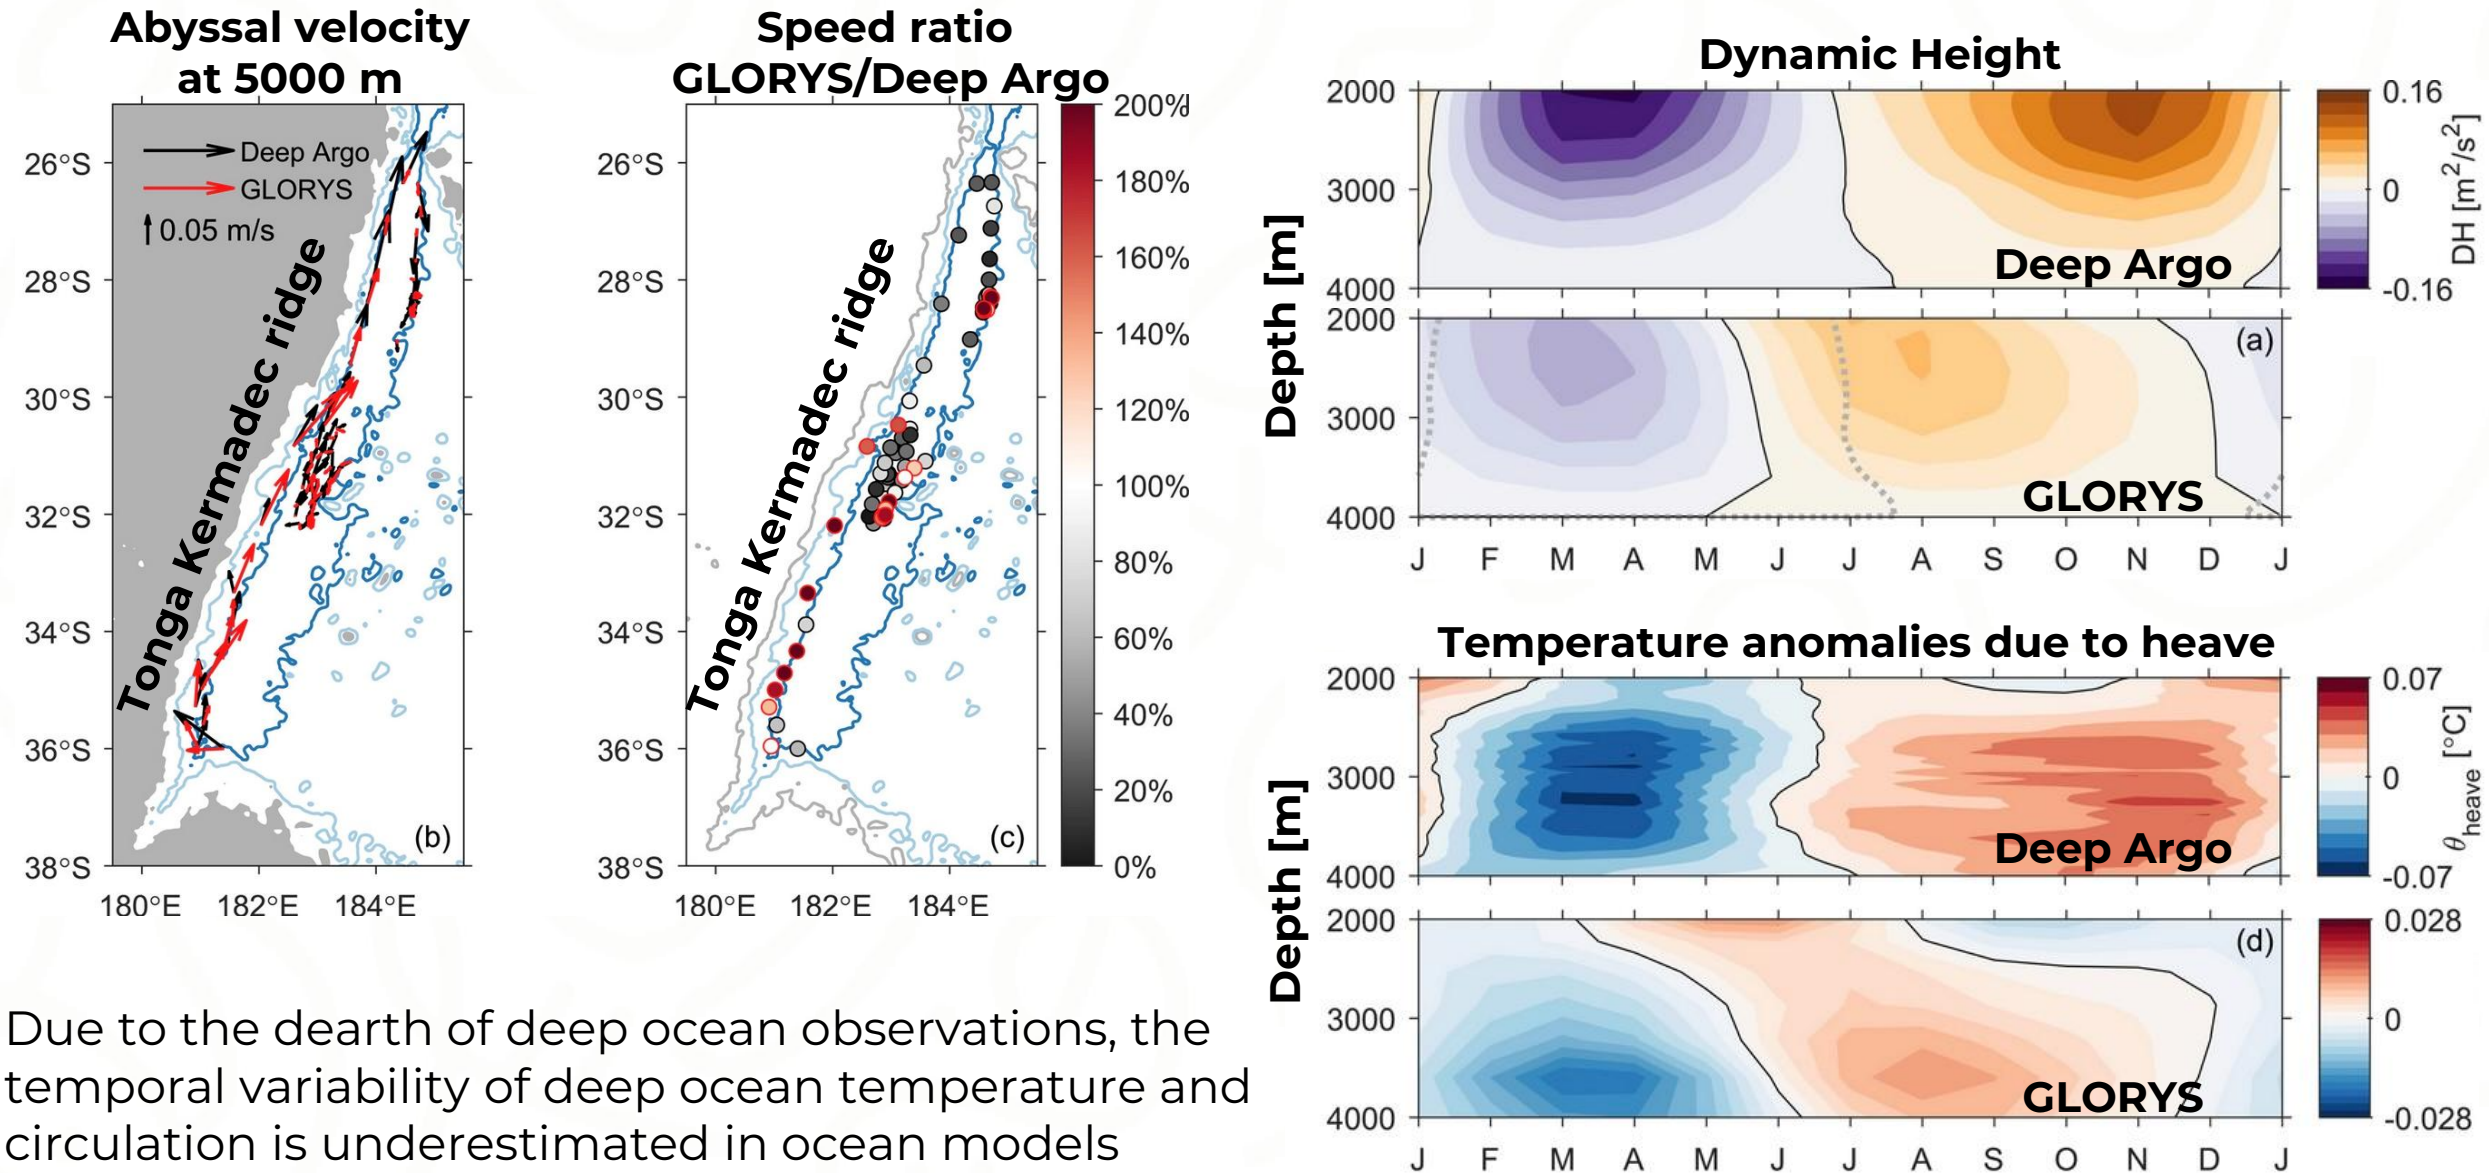 Abyssal velocity
at 5000 m
26°S
28°S
30°S
32°S
34°S
36°S
38°S
180°E 182°E 184°E
Deep Argo
GLORYS
0.05 m/s
Tonga Kermadec ridge
(b)
Speed ratio
GLORYS/Deep Argo
26°S
28°S
30°S
32°S
34°S
36°S
38°S
180°E 182°E 184°E
Tonga Kermadec ridge
(c)
200%
180%
160%
140%
120%
100%
80%
60%
40%
20%
0%
Dynamic Height
Depth [m]
2000
3000
4000
Deep Argo
0.16
0
-0.16
DH [m2/s2]
2000
3000
4000
(a)
GLORYS
J F M A M J J A S O N D J
Temperature anomalies due to heave
Depth [m]
2000
3000
4000
Deep Argo
0.07
0
-0.07
θheave [°C]
2000
3000
4000
(d)
GLORYS
0.028
0
-0.028
J F M A M J J A S O N D J
Due to the dearth of deep ocean observations, the
temporal variability of deep ocean temperature and
circulation is underestimated in ocean models